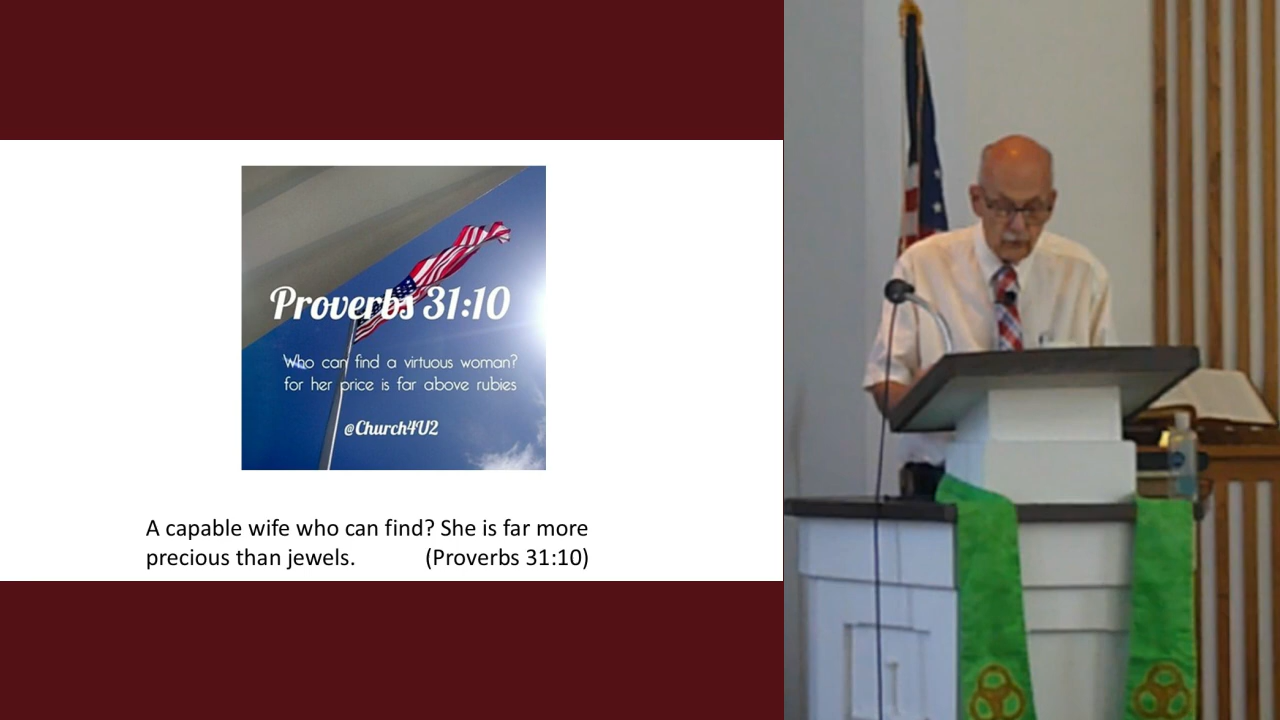 Proverbs 31:10
Who can find a virtuous woman?
for her price is far above rubies
@Church4U2
A capable wife who can find? She is far more
precious than jewels. (Proverbs 31:10)